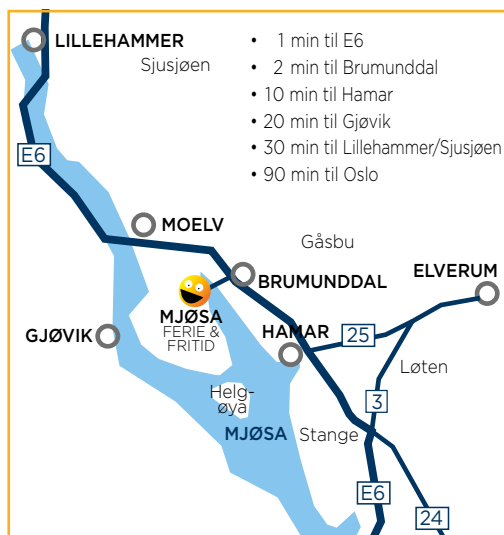 LILLEHAMMER
Sjusjøen
• 1 min til E6
• 2 min til Brumunddal
• 10 min til Hamar
• 20 min til Gjøvik
• 30 min til Lillehammer/Sjusjøen
• 90 min til Oslo
E6
MOELV
Gåsbu
BRUMUNDDAL
ELVERUM
MJØSA
FERIE &
FRITID
GJØVIK
HAMAR
25
Løten
Helg-
øya
3
MJØSA
Stange
E6
24